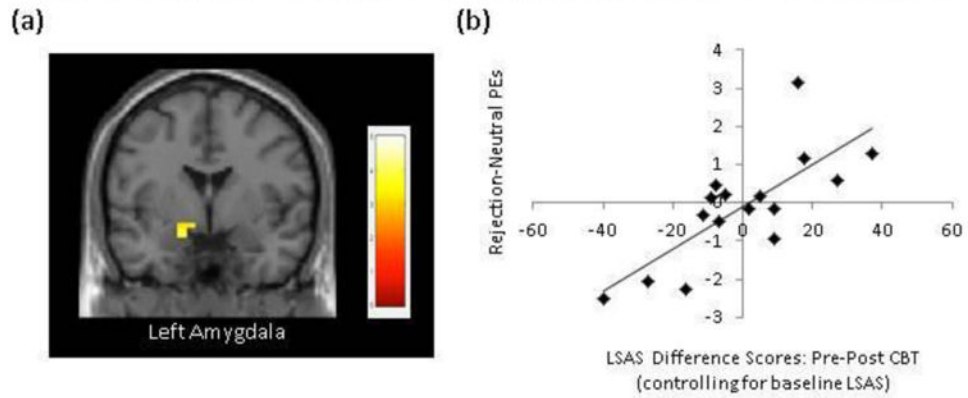 (a)
Left Amygdala
(b)
Rejection-Neutral PEs
4
3
2
1
0
-1
-2
-3
-60
-40
-20
0
20
40
60
LSAS Difference Scores: Pre-Post CBT
(controlling for baseline LSAS)